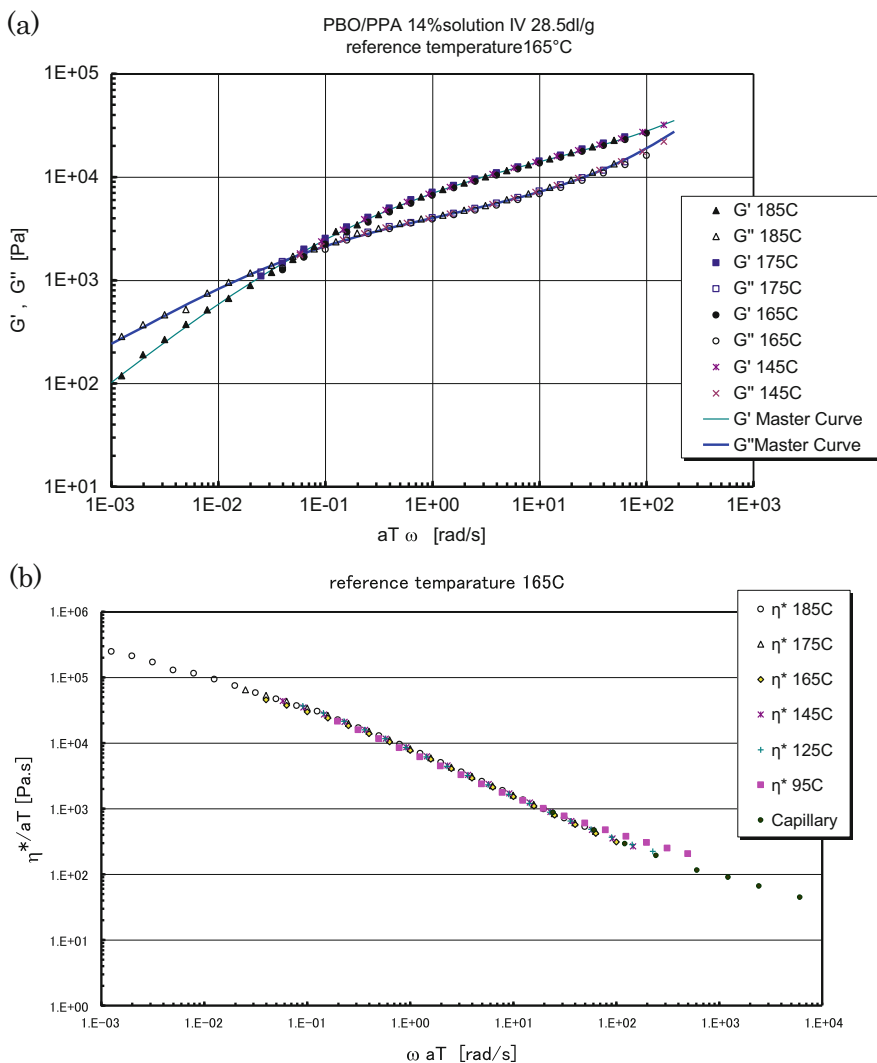 (a)
PBO/PPA 14%solution IV 28.5dl/g
reference temperature165°C
1E+05
1E+04
1E+03
1E+02
1E+01
G' , G'' [Pa]
1E-03 1E-02 1E-01 1E+00 1E+01 1E+02 1E+03
aT ω [rad/s]
G' 185C
G'' 185C
G' 175C
G'' 175C
G' 165C
G'' 165C
G' 145C
G'' 145C
G' Master Curve
G''Master Curve
(b)
reference temparature 165C
1.E+06
1.E+05
1.E+04
1.E+03
1.E+02
1.E+01
1.E+00
η*/aT [Pa.s]
1.E-03 1.E-02 1.E-01 1.E+00 1.E+01 1.E+02 1.E+03 1.E+04
ω aT [rad/s]
η* 185C
η* 175C
η* 165C
η* 145C
η* 125C
η* 95C
Capillary